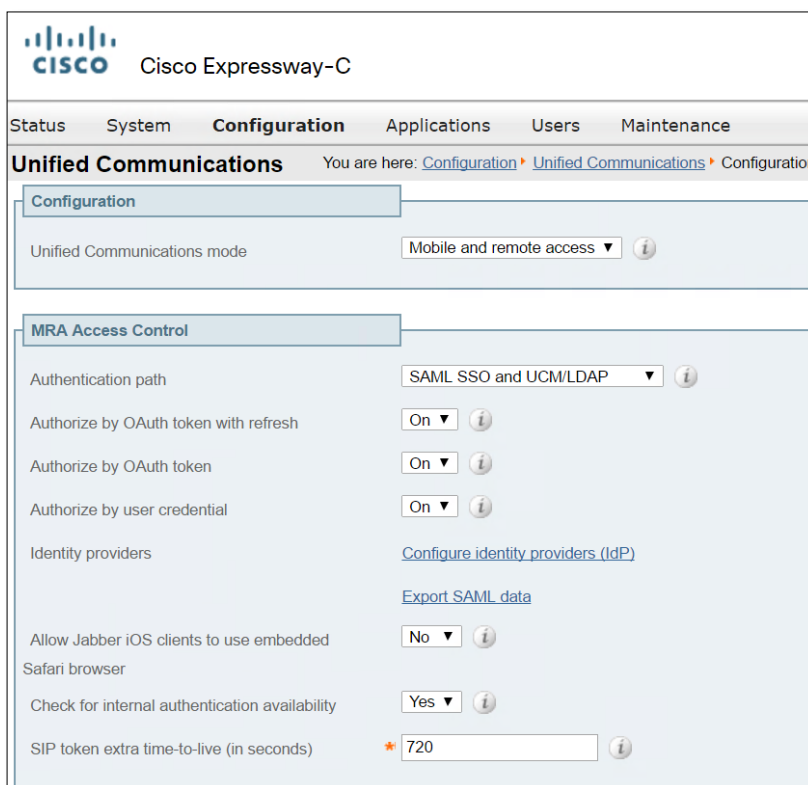 CISCO Cisco Expressway-C
Status System Configuration Applications Users Maintenance
Unified Communications You are here: Configuration Unified Communications Configuratio
Configuration
Unified Communications mode Mobile and remote access
MRA Access Control
Authentication path SAML SSO and UCM/LDAP
Authorize by OAuth token with refresh On
Authorize by OAuth token On
Authorize by user credential On
Identity providers Configure identity providers (IdP)
Export SAML data
Allow Jabber iOS clients to use embedded No
Safari browser
Check for internal authentication availability Yes
SIP token extra time-to-live (in seconds) * 720